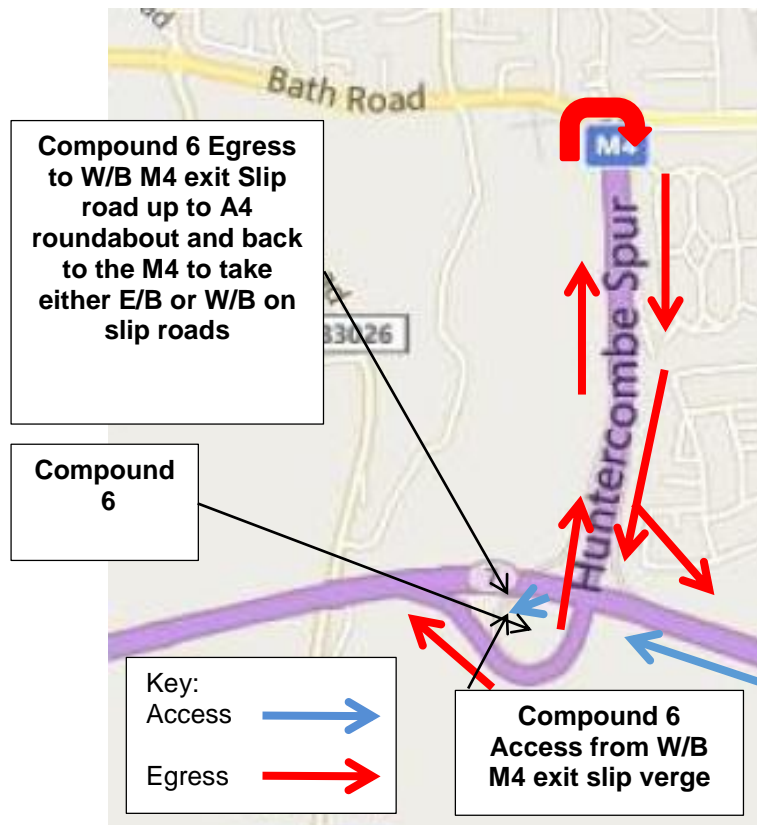 Bath Road
M4
Compound 6 Egress
to W/B M4 exit Slip
road up to A4
roundabout and back
to the M4 to take
either E/B or W/B on
slip roads
Huntercombe Spur
Compound
6
Key:
Access
Egress
Compound 6
Access from W/B
M4 exit slip verge